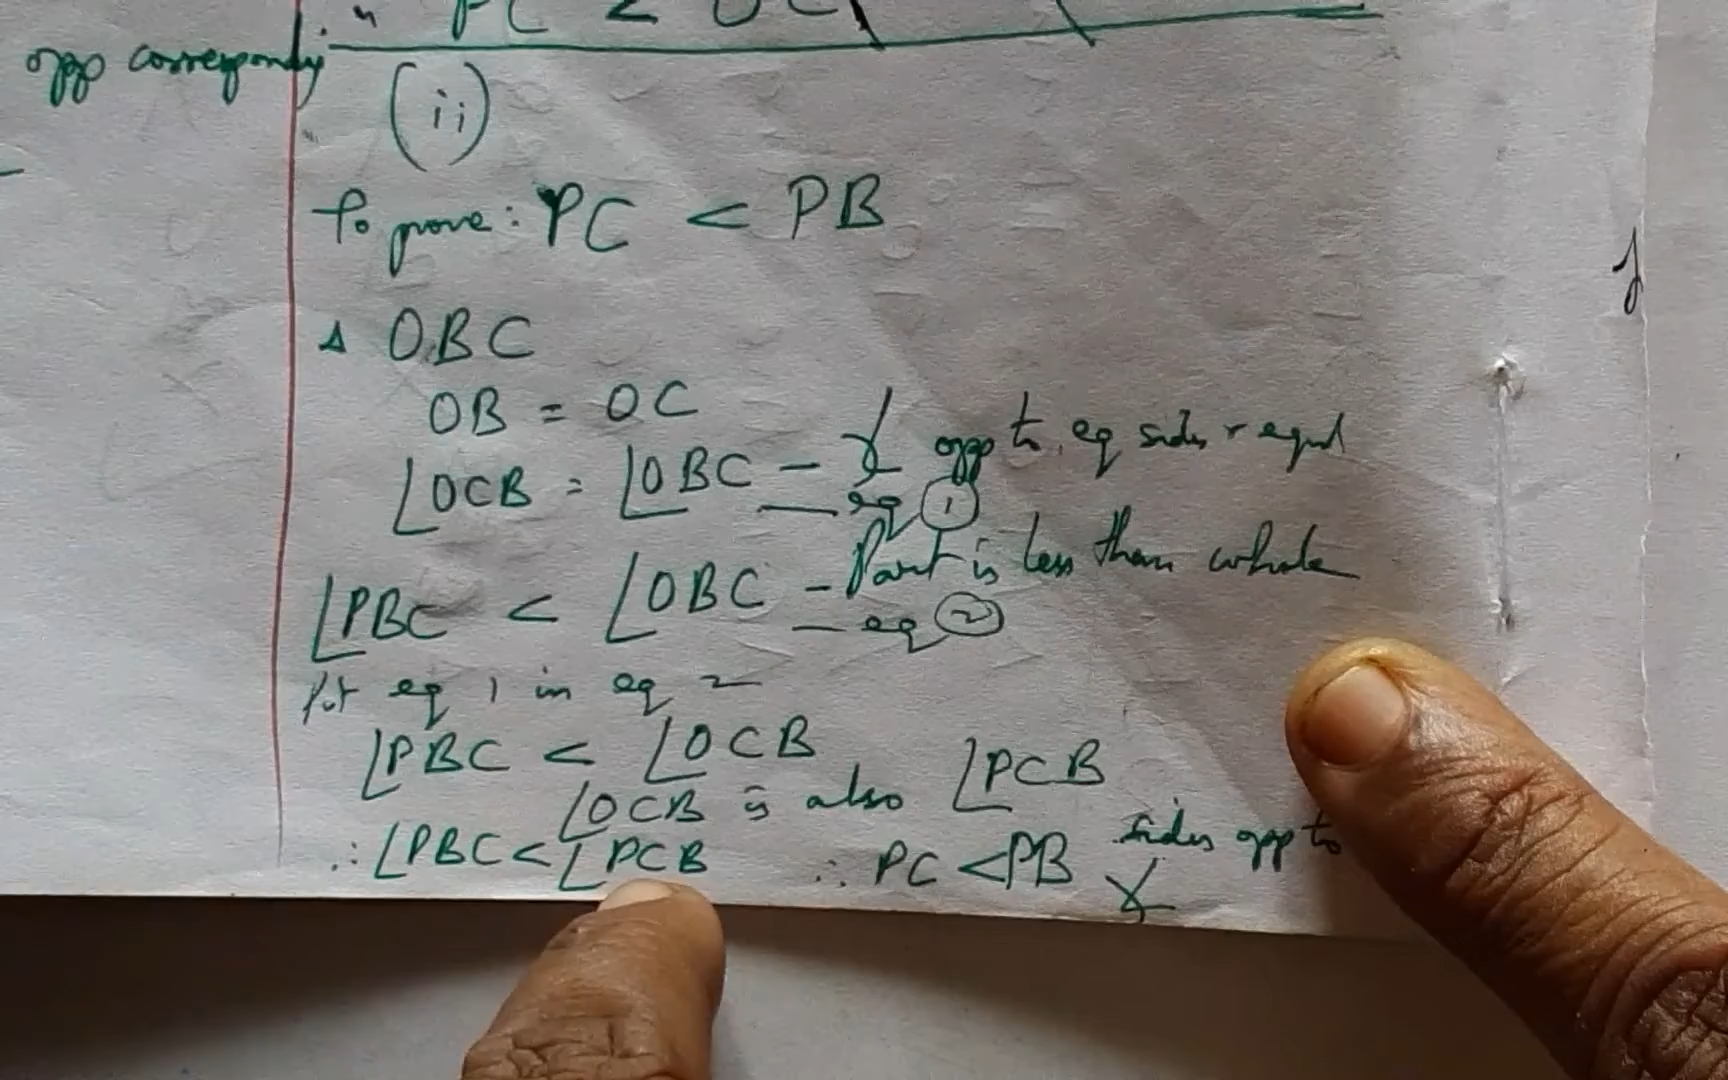 PC < OC
opp correspondy
(ii)
To prove: PC < PB
△ OBC
OB = OC
∠OCB = ∠OBC – ∠ opp to eq sides r equal
— eq ①
∠PBC < ∠OBC – Part is less than whole
— eq ②
Put eq 1 in eq 2
∠PBC < ∠OCB
∠OCB is also ∠PCB
∴ ∠PBC < ∠PCB ∴ PC < PB sides opp to
∠